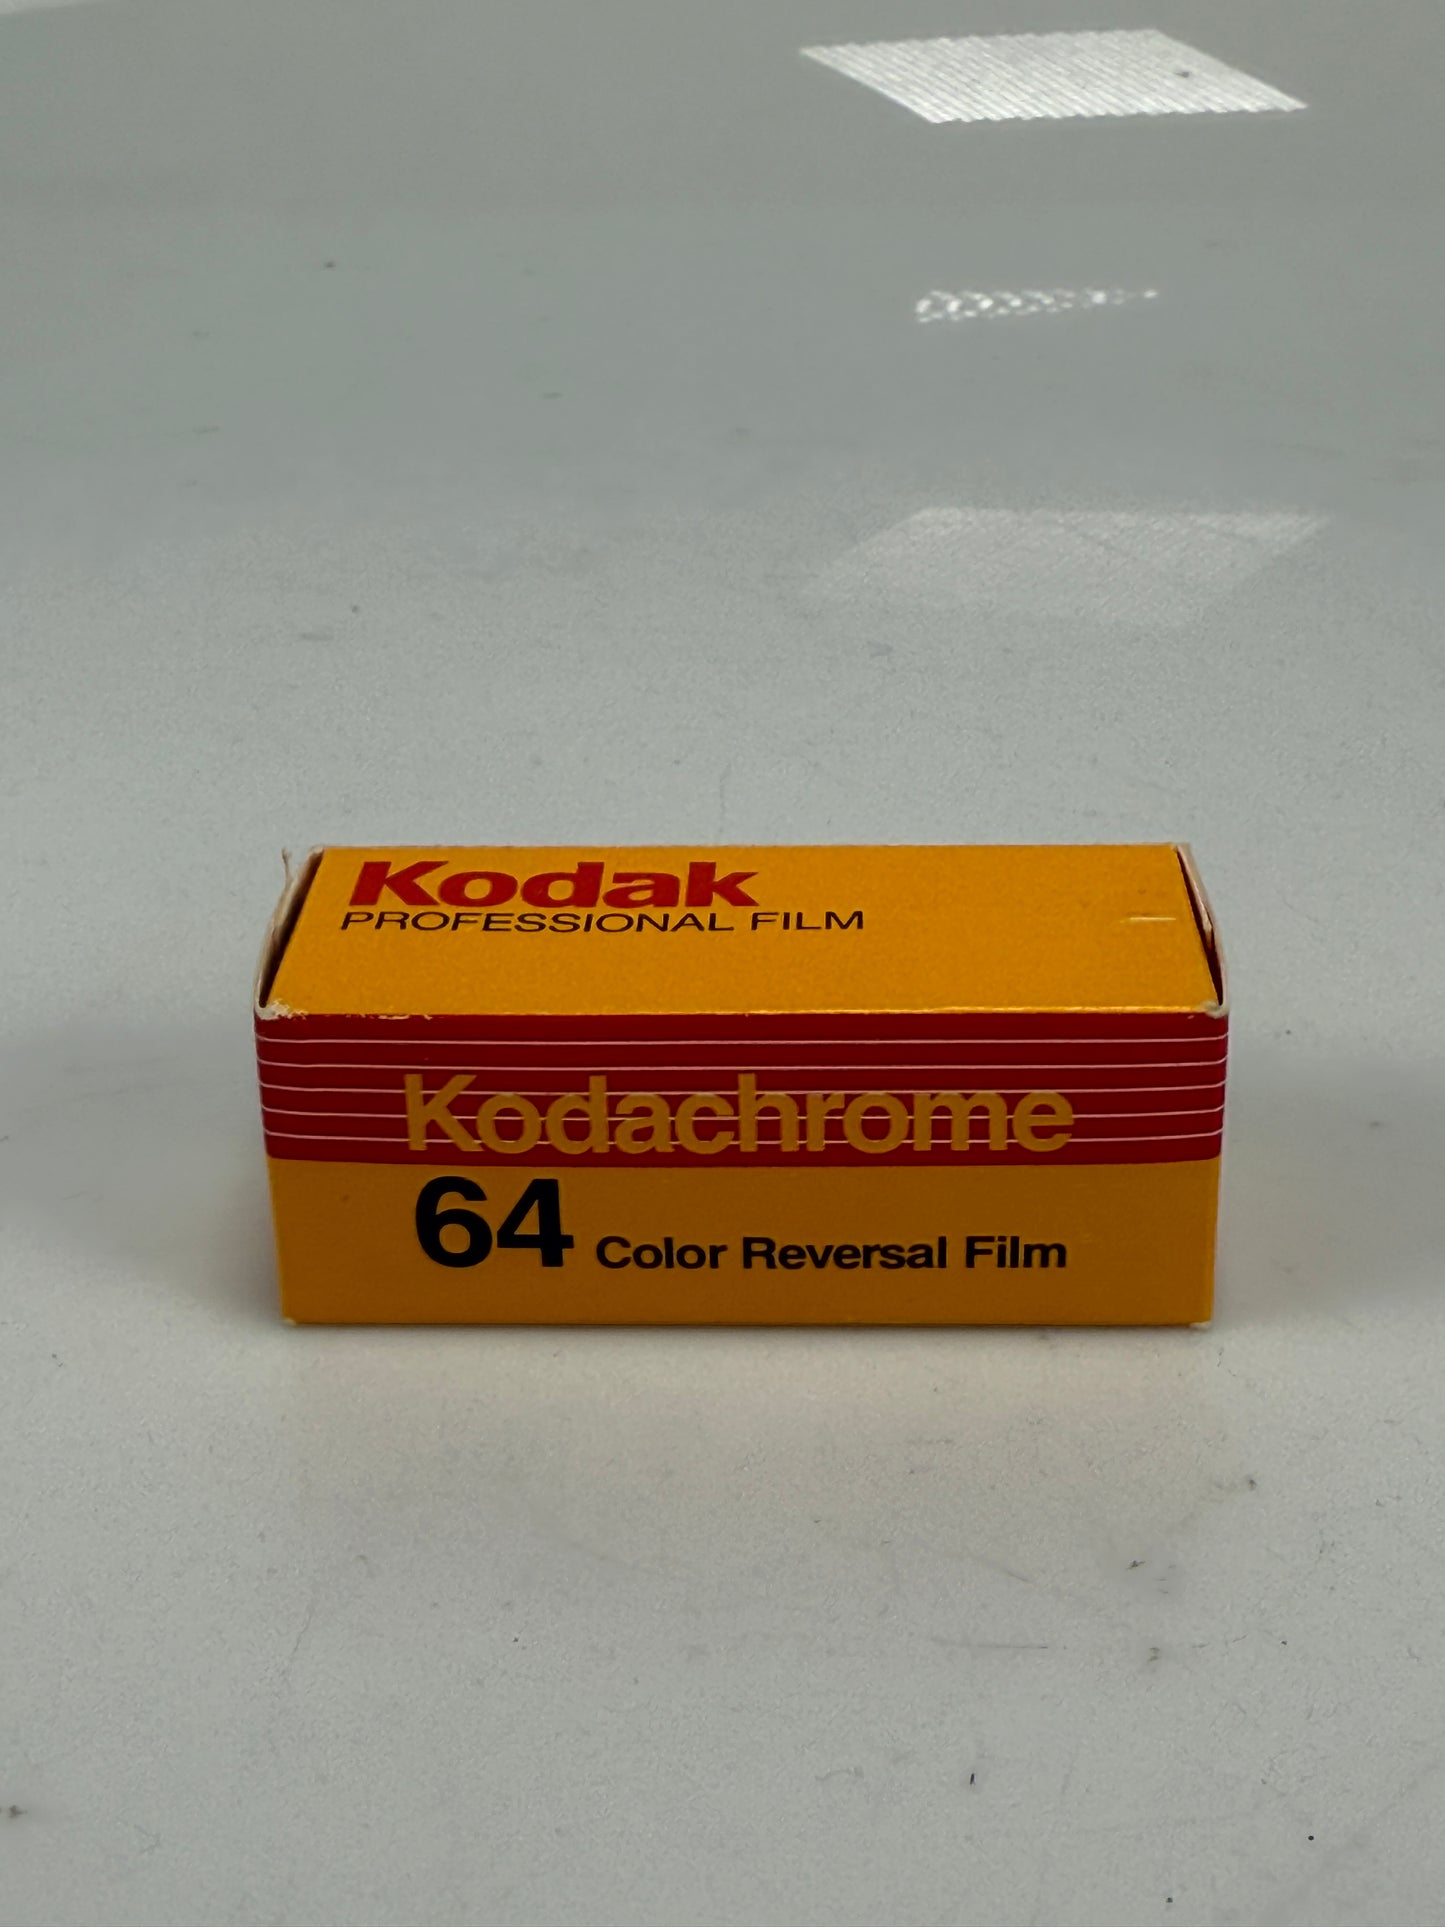 Kodak
PROFESSIONAL FILM
Kodachrome
64 Color Reversal Film